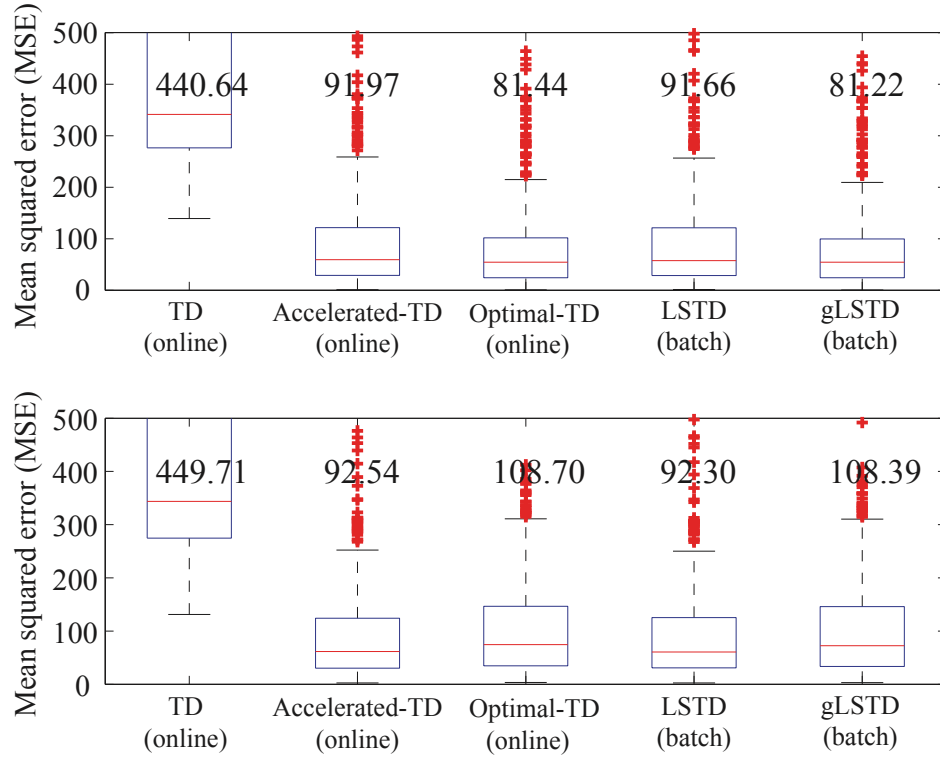 Mean squared error (MSE)
500
400
300
200
100
0
440.64 91.97 81.44 91.66 81.22
TD Accelerated-TD Optimal-TD LSTD gLSTD
(online) (online) (online) (batch) (batch)
Mean squared error (MSE)
500
400
300
200
100
0
449.71 92.54 108.70 92.30 108.39
TD Accelerated-TD Optimal-TD LSTD gLSTD
(online) (online) (online) (batch) (batch)